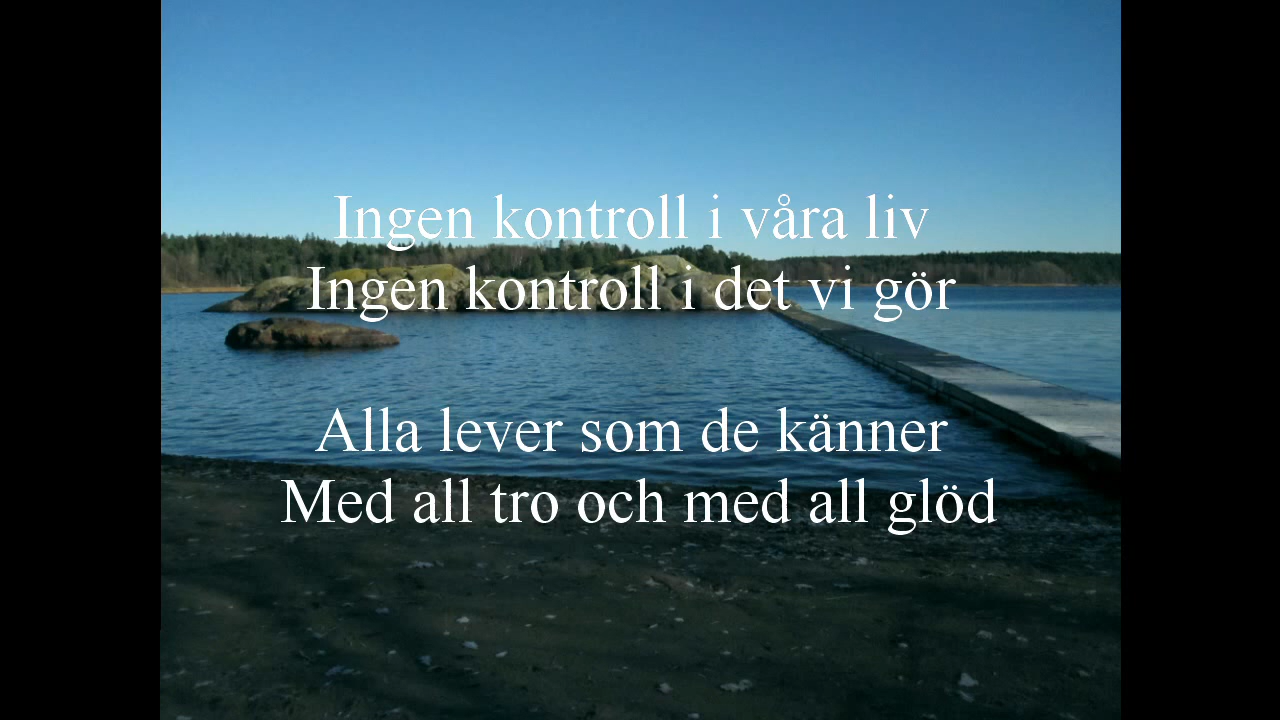 Ingen kontroll i våra liv
Ingen kontroll i det vi gör
Alla lever som de känner
Med all tro och med all glöd